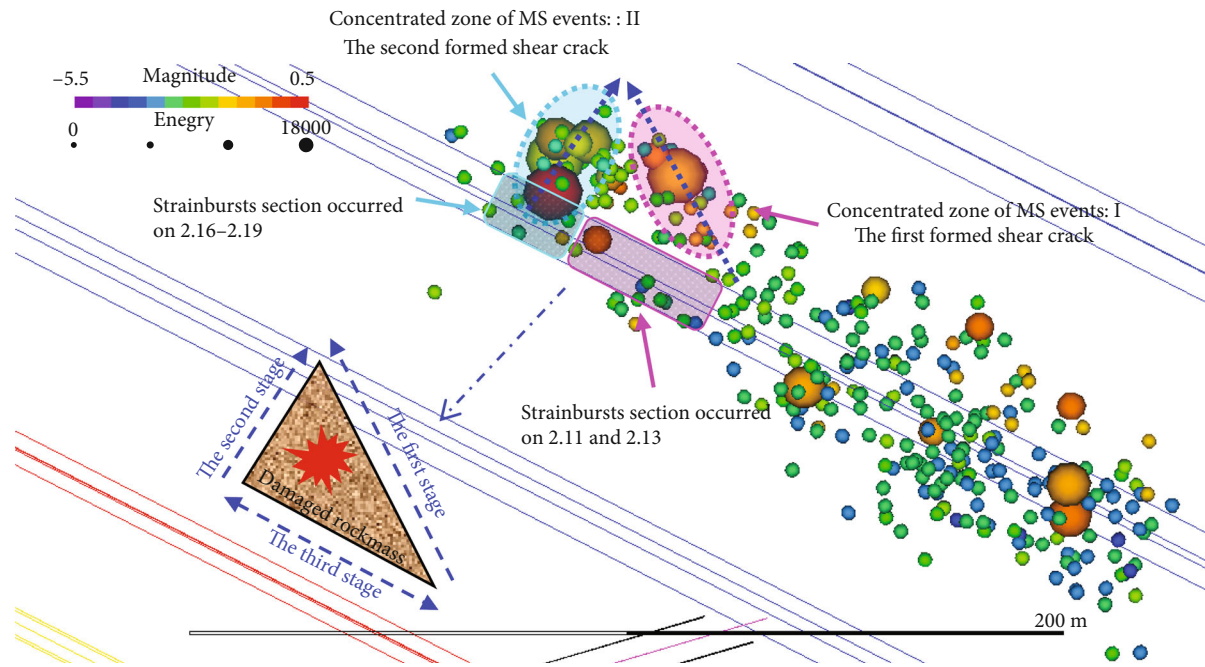 Concentrated zone of MS events: : II
The second formed shear crack
−5.5 Magnitude 0.5
Enegry
0 18000
Strainbursts section occurred
on 2.16–2.19
Concentrated zone of MS events: I
The first formed shear crack
Strainbursts section occurred
on 2.11 and 2.13
The second stage
The first stage
Damaged rockmass
The third stage
200 m